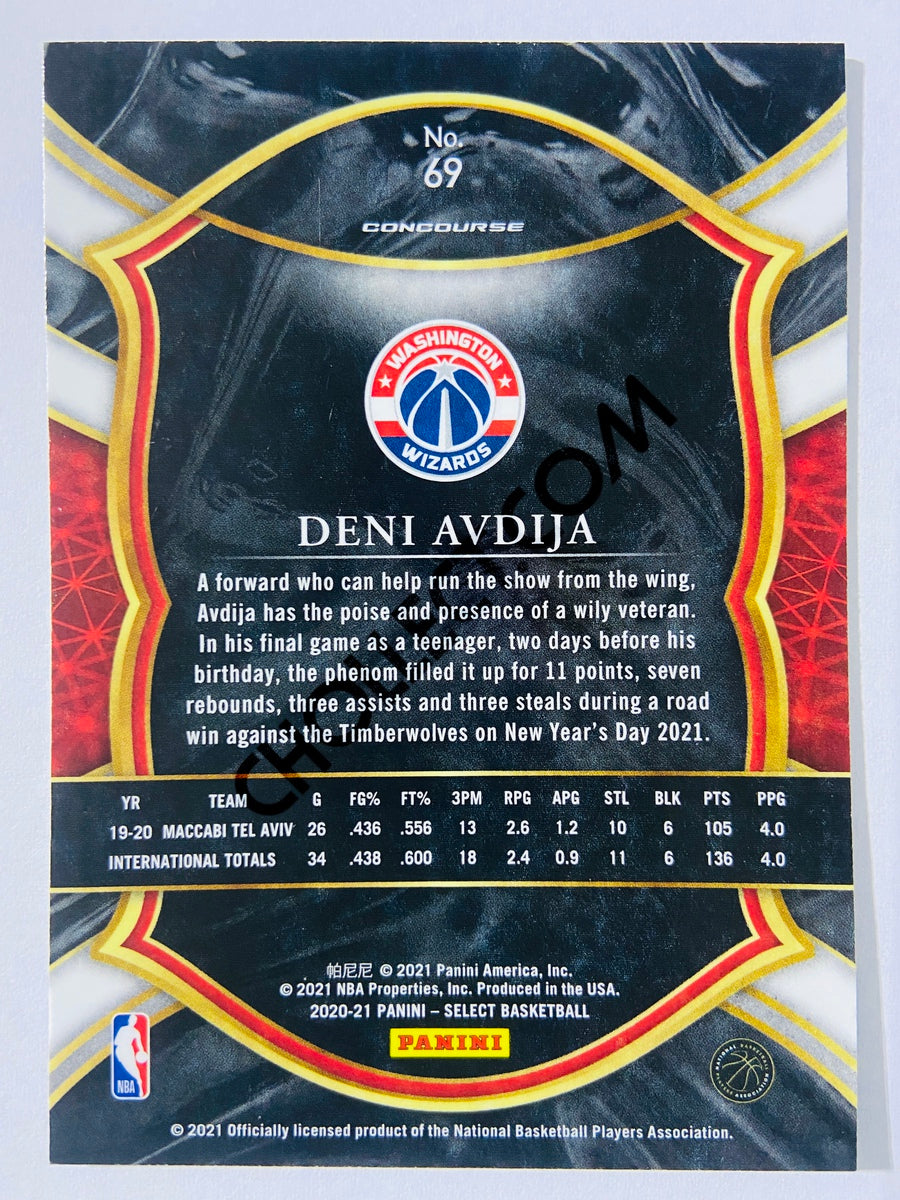 No.
69
CONCOURSE
WASHINGTON
WIZARDS
DENI AVDIJA
A forward who can help run the show from the wing,
Avdija has the poise and presence of a wily veteran.
In his final game as a teenager, two days before his
birthday, the phenom filled it up for 11 points, seven
rebounds, three assists and three steals during a road
win against the Timberwolves on New Year's Day 2021.
YR TEAM G FG% FT% 3PM RPG APG STL BLK PTS PPG
19-20 MACCABI TEL AVIV 26 .436 .556 13 2.6 1.2 10 6 105 4.0
INTERNATIONAL TOTALS 34 .438 .600 18 2.4 0.9 11 6 136 4.0
帕尼尼 © 2021 Panini America, Inc.
© 2021 NBA Properties, Inc. Produced in the USA.
2020-21 PANINI – SELECT BASKETBALL
PANINI
NBA
NATIONAL BASKETBALL PLAYERS ASSOCIATION
© 2021 Officially licensed product of the National Basketball Players Association.